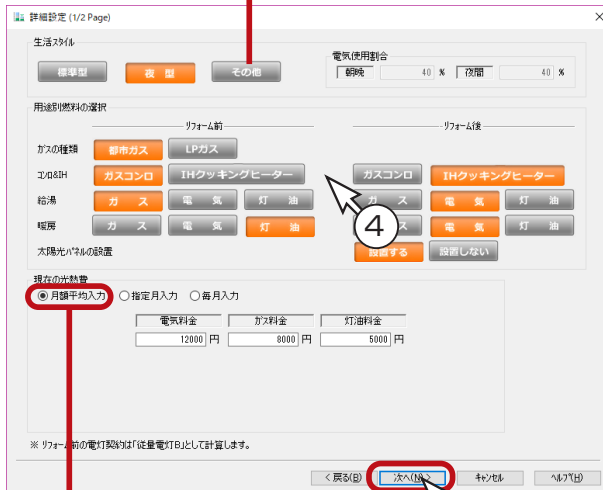 詳細設定 (1/2 Page)
生活スタイル
標準型 夜 型 その他
電気使用割合
朝晩 40 % 夜間 40 %
用途別燃料の選択
リフォーム前 リフォーム後
ガスの種類 都市ガス LPガス
コンロ&IH ガスコンロ IHクッキングヒーター ガスコンロ IHクッキングヒーター
給湯 ガ ス 電 気 灯 油 ガ ス 電 気 灯 油
暖房 ガ ス 電 気 灯 油 ス 電 気 灯 油
④
太陽光パネルの設置 設置する 設置しない
現在の光熱費
月額平均入力 指定月入力 毎月入力
電気料金 ガス料金 灯油料金
12000 円 8000 円 5000 円
※ リフォーム前の電灯契約は「従量電灯B」として計算します。
< 戻る(B) 次へ(N) > キャンセル ヘルプ(H)